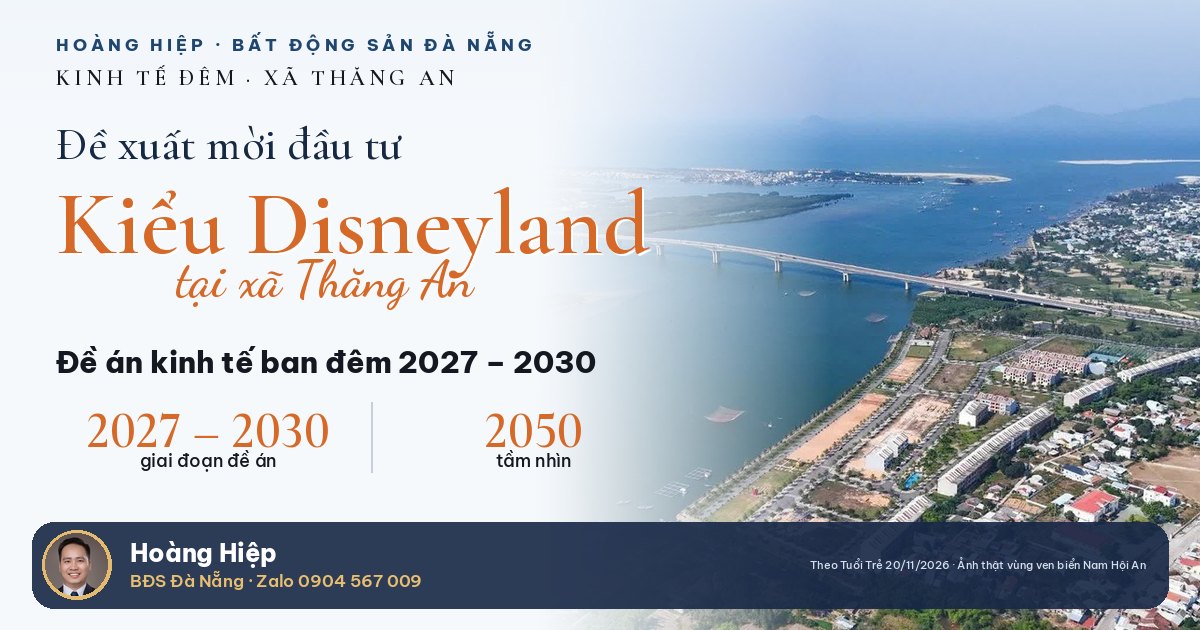 HOÀNG HIỆP · BẤT ĐỘNG SẢN ĐÀ NẴNG
KINH TẾ ĐÊM · XÃ THĂNG AN
Đề xuất mời đầu tư
Kiểu Disneyland
tại xã Thăng An
Đề án kinh tế ban đêm 2027 – 2030
2027 – 2030
giai đoạn đề án
2050
tầm nhìn
Hoàng Hiệp
BĐS Đà Nẵng · Zalo 0904 567 009
Theo Tuổi Trẻ 20/11/2026 · Ảnh thật vùng ven biển Nam Hội An